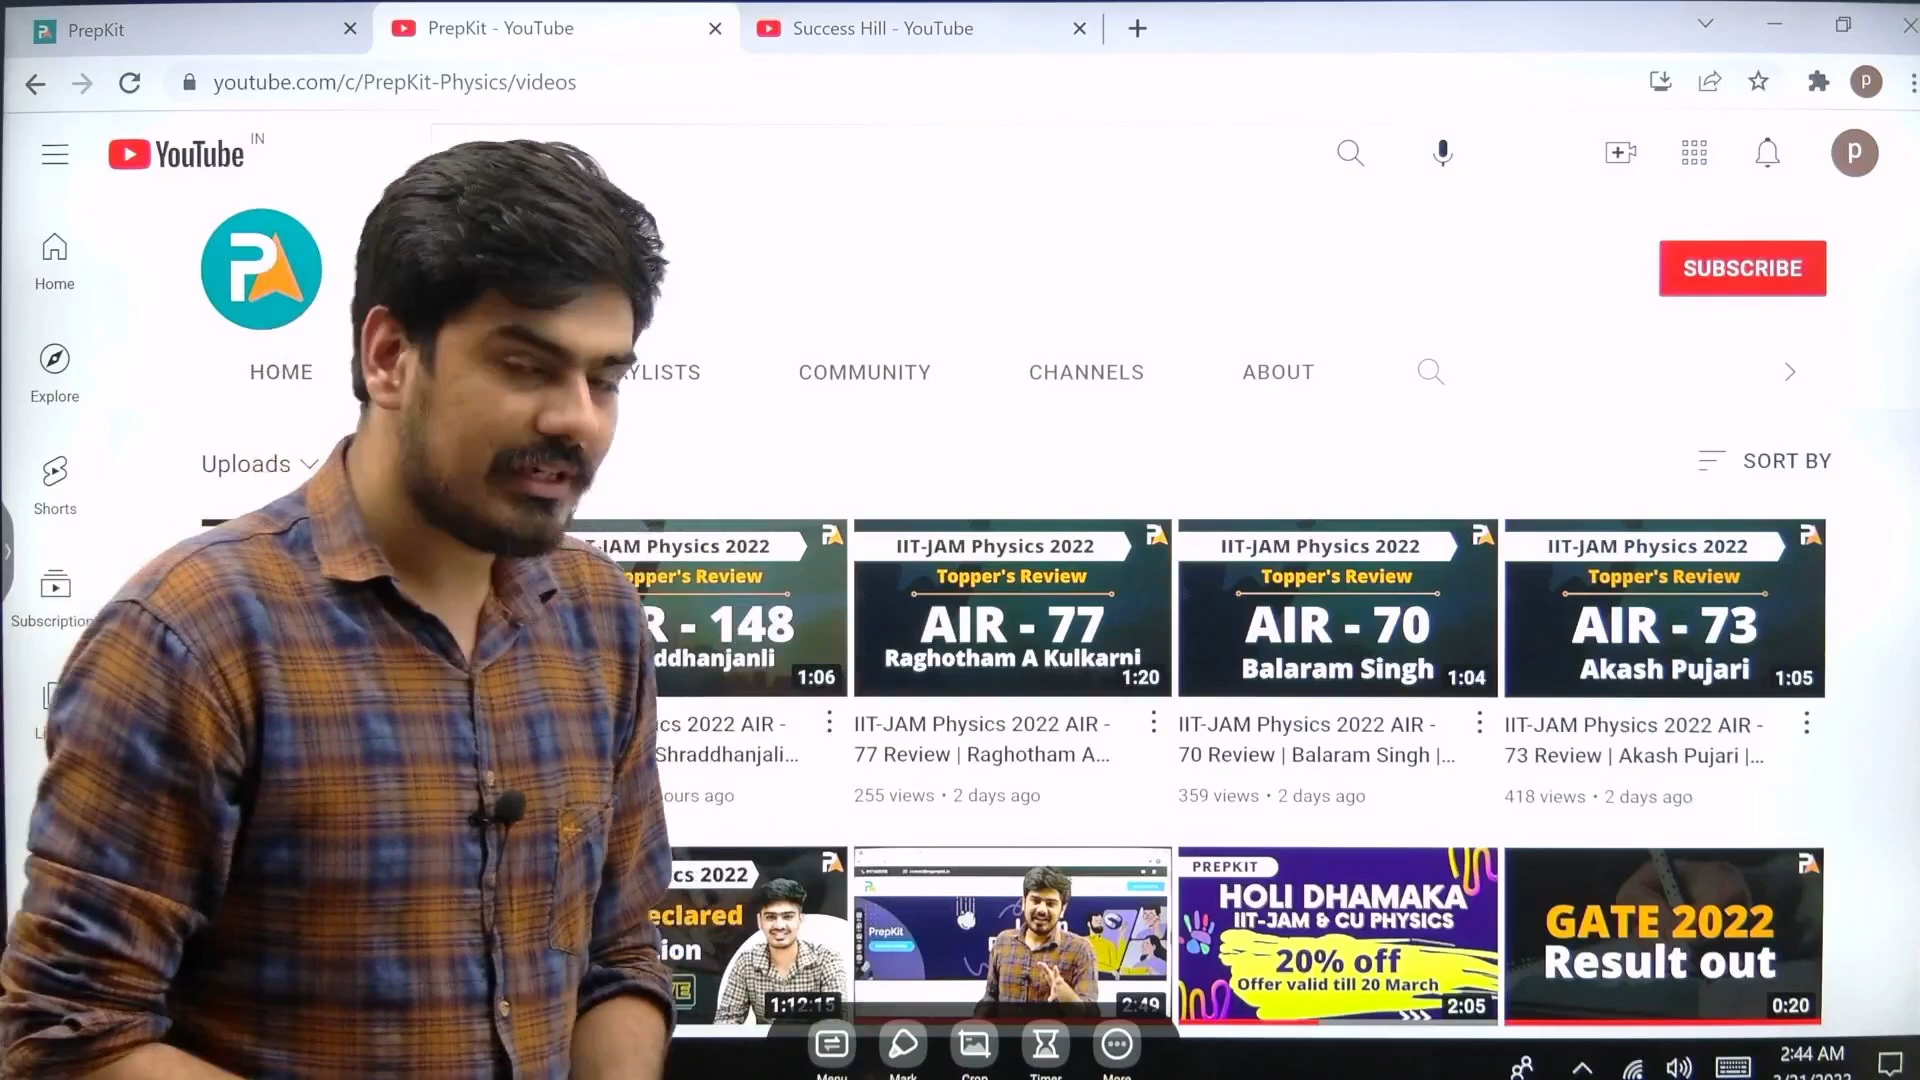 PrepKit
PrepKit - YouTube
Success Hill - YouTube
youtube.com/c/PrepKit-Physics/videos
P
YouTube
IN
P
SUBSCRIBE
Home
HOME
YLISTS
COMMUNITY
CHANNELS
ABOUT
Explore
Uploads
SORT BY
Shorts
Subscription
Li
T-JAM Physics 2022
opper's Review
R - 148
ddhanjanli
1:06
IIT-JAM Physics 2022
Topper's Review
AIR - 77
Raghotham A Kulkarni
1:20
IIT-JAM Physics 2022
Topper's Review
AIR - 70
Balaram Singh
1:04
IIT-JAM Physics 2022
Topper's Review
AIR - 73
Akash Pujari
1:05
cs 2022 AIR -
Shraddhanjali...
ours ago
IIT-JAM Physics 2022 AIR -
77 Review | Raghotham A...
255 views • 2 days ago
IIT-JAM Physics 2022 AIR -
70 Review | Balaram Singh |...
359 views • 2 days ago
IIT-JAM Physics 2022 AIR -
73 Review | Akash Pujari |...
418 views • 2 days ago
cs 2022
eclared
ion
1:12:15
PrepKit
2:49
PREPKIT
HOLI DHAMAKA
IIT-JAM & CU PHYSICS
20% off
Offer valid till 20 March
2:05
GATE 2022
Result out
0:20
Menu
Mark
Crop
Timer
More
2:44 AM